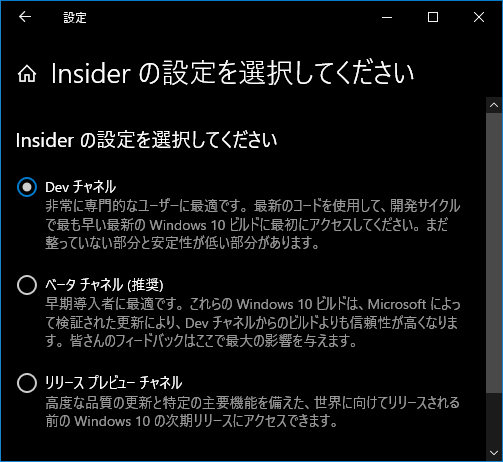 設定
Insider の設定を選択してください
Insider の設定を選択してください
Dev チャネル
非常に専門的なユーザーに最適です。最新のコードを使用して、開発サイクル
で最も早い最新の Windows 10 ビルドに最初にアクセスしてください。まだ
整っていない部分と安定性が低い部分があります。
ベータ チャネル (推奨)
早期導入者に最適です。これらの Windows 10 ビルドは、Microsoft によっ
て検証された更新により、Dev チャネルからのビルドよりも信頼性が高くなりま
す。皆さんのフィードバックはここで最大の影響を与えます。
リリース プレビュー チャネル
高度な品質の更新と特定の主要機能を備えた、世界に向けてリリースされる
前の Windows 10 の次期リリースにアクセスできます。